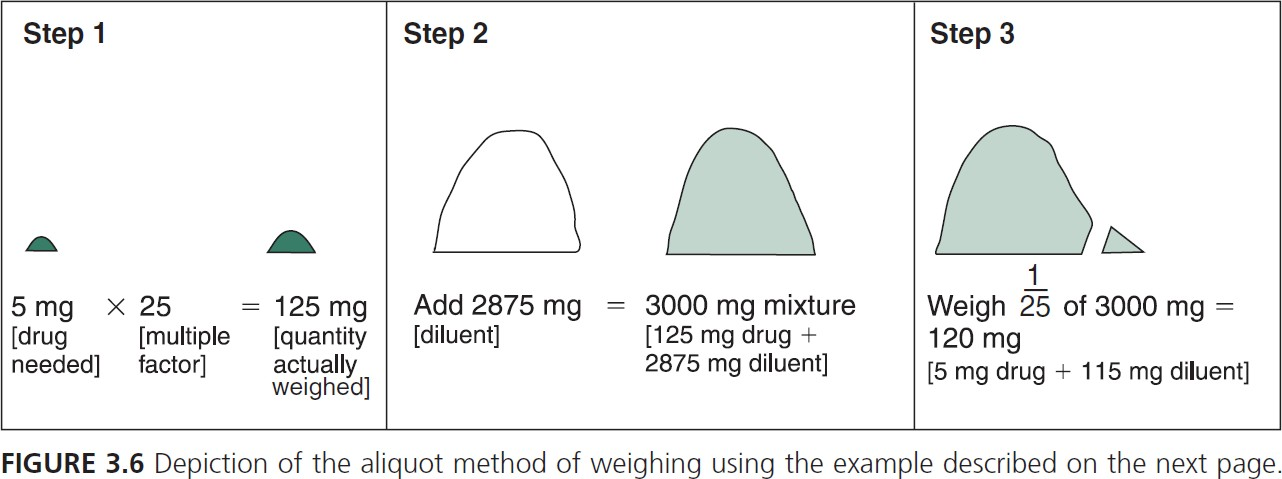 Step 1
5 mg × 25 = 125 mg
[drug needed] [multiple factor] [quantity actually weighed]
Step 2
Add 2875 mg = 3000 mg mixture
[diluent] [125 mg drug +
2875 mg diluent]
Step 3
Weigh 1/25 of 3000 mg =
120 mg
[5 mg drug + 115 mg diluent]
FIGURE 3.6 Depiction of the aliquot method of weighing using the example described on the next page.